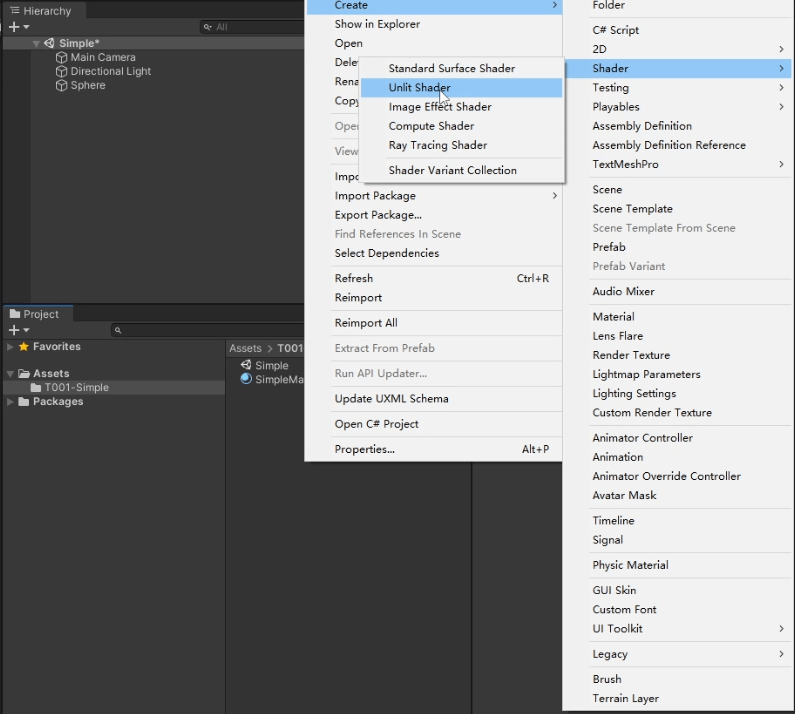 Hierarchy
All
Simple*
Main Camera
Directional Light
Sphere
Project
Favorites
Assets
T001-Simple
Packages
Assets > T001
Simple
SimpleMa
Create
Show in Explorer
Open
Dele
Rena
Copy
Open
View
Impo
Import Package
Export Package...
Find References In Scene
Select Dependencies
Refresh Ctrl+R
Reimport
Reimport All
Extract From Prefab
Run API Updater...
Update UXML Schema
Open C# Project
Properties... Alt+P
Standard Surface Shader
Unlit Shader
Image Effect Shader
Compute Shader
Ray Tracing Shader
Shader Variant Collection
Folder
C# Script
2D
Shader
Testing
Playables
Assembly Definition
Assembly Definition Reference
TextMeshPro
Scene
Scene Template
Scene Template From Scene
Prefab
Prefab Variant
Audio Mixer
Material
Lens Flare
Render Texture
Lightmap Parameters
Lighting Settings
Custom Render Texture
Animator Controller
Animation
Animator Override Controller
Avatar Mask
Timeline
Signal
Physic Material
GUI Skin
Custom Font
UI Toolkit
Legacy
Brush
Terrain Layer